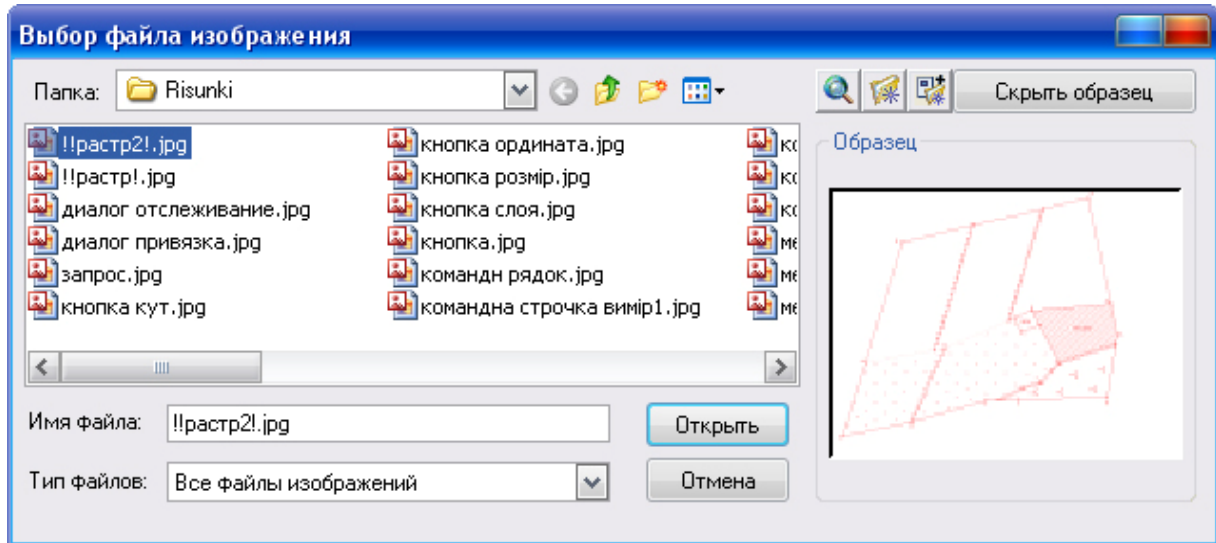 Выбор файла изображения
Папка: Risunki
Скрыть образец
!!растр2!.jpg
!!растр!.jpg
диалог отслеживание.jpg
диалог привязка.jpg
запрос.jpg
кнопка кут.jpg
кнопка ордината.jpg
кнопка розмір.jpg
кнопка слоя.jpg
кнопка.jpg
командн рядок.jpg
командна строчка вимір1.jpg
Образец
Имя файла: !!растр2!.jpg
Открыть
Тип файлов: Все файлы изображений
Отмена